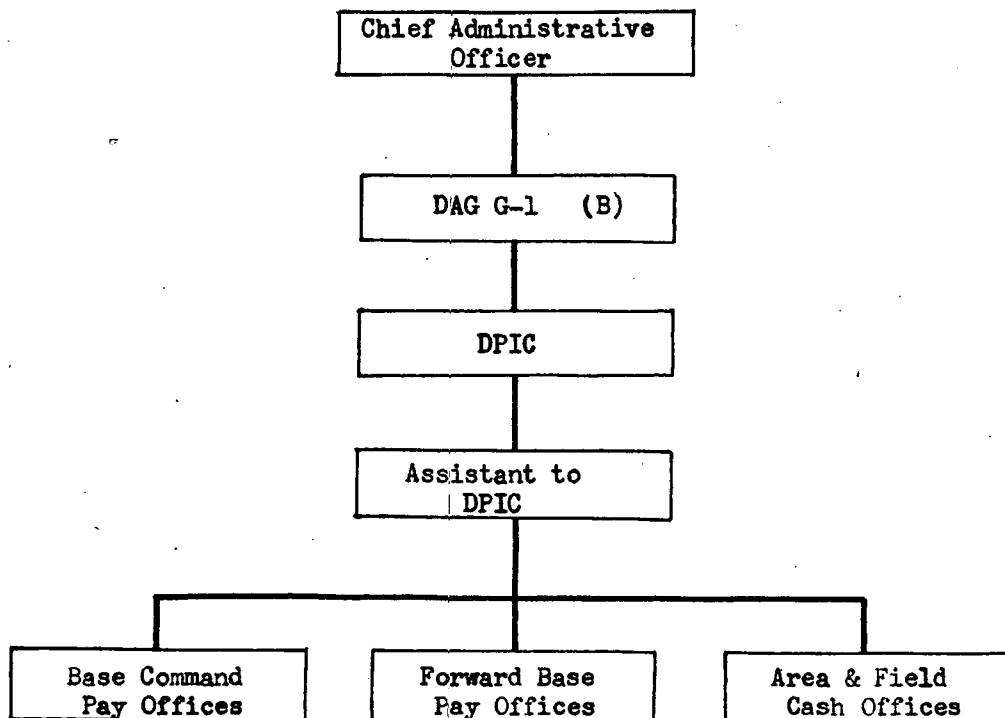 Chief Administrative
Officer
DAG G-1 (B)
DPIC
Assistant to
DPIC
Base Command
Pay Offices
Forward Base
Pay Offices
Area & Field
Cash Offices